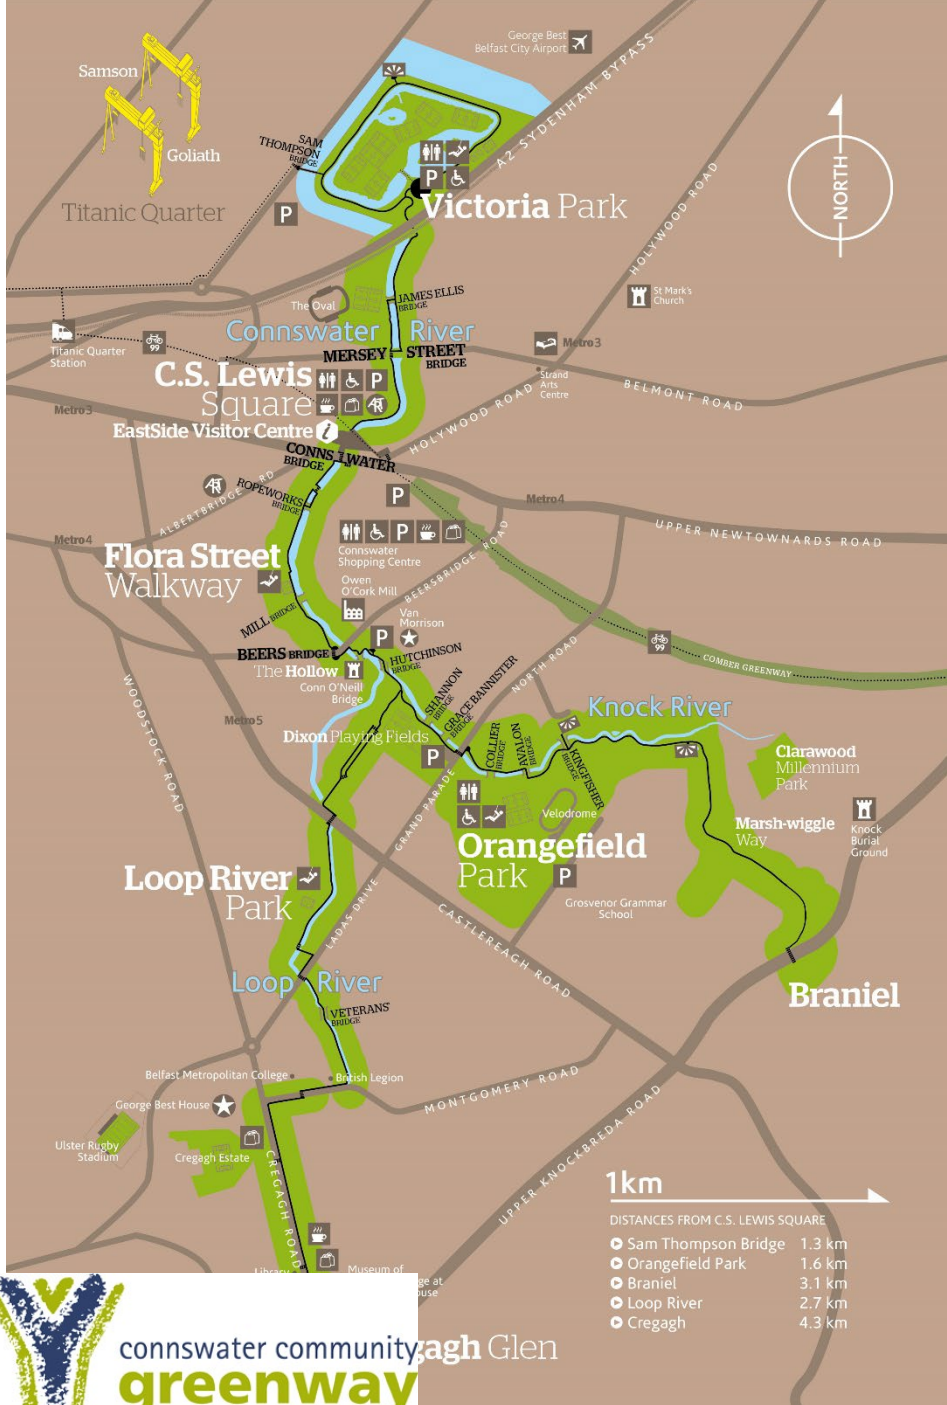 George Best
Belfast City Airport
A2 SYDENHAM BYPASS
Samson
Goliath
Titanic Quarter
SAM
THOMPSON
BRIDGE
P
P
Victoria Park
NORTH
HOLYWOOD ROAD
St Mark's
Church
The Oval
JAMES ELLIS
BRIDGE
Connswater River
MERSEY STREET
BRIDGE
Titanic Quarter
Station
99
Metro3
Strand
Arts
Centre
BELMONT ROAD
C.S. Lewis
Square
P
ART
Metro3
HOLYWOOD ROAD
EastSide Visitor Centre i
CONNSWATER
BRIDGE
ART
ROPEWORKS
BRIDGE
ALBERTBRIDGE RD
P
Metro4
UPPER NEWTOWNARDS ROAD
Metro4
P
Connswater
Shopping Centre
BEERSBRIDGE ROAD
Flora Street
Walkway
Owen
O'Cork Mill
MILL BRIDGE
Van
Morrison
P
BEERS BRIDGE
HUTCHINSON
BRIDGE
The Hollow
Conn O'Neill
Bridge
99
COMBER GREENWAY
NORTH ROAD
SHANNON
BRIDGE
GRACE BANNISTER
BRIDGE
WOODSTOCK ROAD
Metro5
Dixon Playing Fields
P
Knock River
COLLIER
BRIDGE
AVALON
BRIDGE
KINGFISHER
BRIDGE
Clarawood
Millennium
Park
GRAND PARADE
Velodrome
Marsh-wiggle
Way
Knock
Burial
Ground
Orangefield
Park
P
Grosvenor Grammar
School
Loop River
Park
LADAS DRIVE
CASTLEREAGH ROAD
Loop River
Braniel
VETERANS'
BRIDGE
Belfast Metropolitan College
British Legion
MONTGOMERY ROAD
George Best House
Ulster Rugby
Stadium
Cregagh Estate
CREGAGH ROAD
UPPER KNOCKBREDA ROAD
1km
DISTANCES FROM C.S. LEWIS SQUARE
Sam Thompson Bridge 1.3 km
Orangefield Park 1.6 km
Braniel 3.1 km
Loop River 2.7 km
Cregagh 4.3 km
Library
Museum of
ge at
ouse
gagh Glen
connswater community
greenway